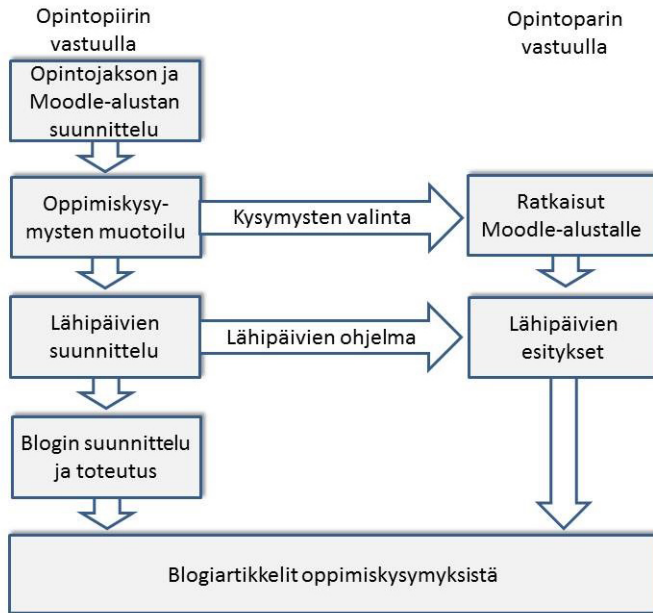 Opintopiirin
vastuulla
Opintoparin
vastuulla
Opintojakson ja
Moodle-alustan
suunnittelu
Oppimiskysy-
mysten muotoilu
Kysymysten valinta
Ratkaisut
Moodle-alustalle
Lähipäivien
suunnittelu
Lähipäivien ohjelma
Lähipäivien
esitykset
Blogin suunnittelu
ja toteutus
Blogiartikkelit oppimiskysymyksistä